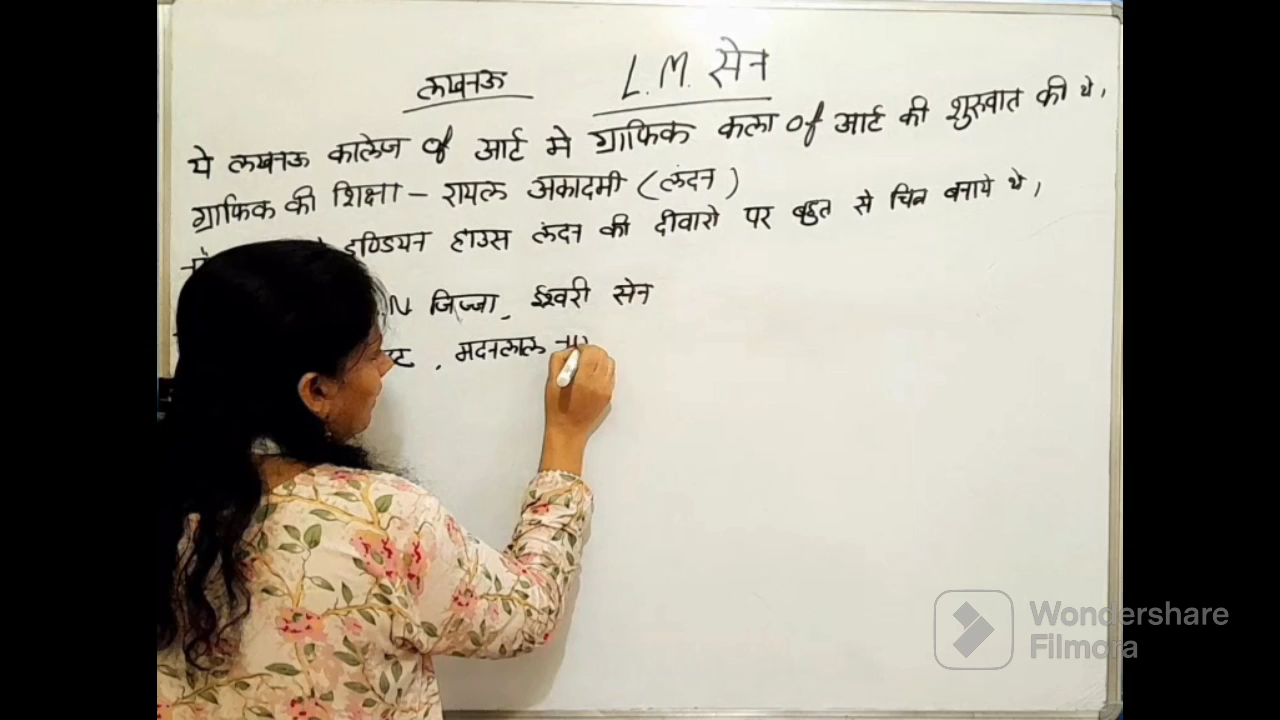 लखनऊ L.M. सेन
ये लखनऊ कालेज of आर्ट मे ग्राफिक कला of आर्ट की शुरुवात की थे,
ग्राफिक की शिक्षा – रायल अकादमी (लंदन)
इण्डियन हाउस लंदन की दीवारो पर बहुत से चित्र बनाये थे,
जिज्जा, ईश्वरी सेन
, मदनलाल
Wondershare
Filmora